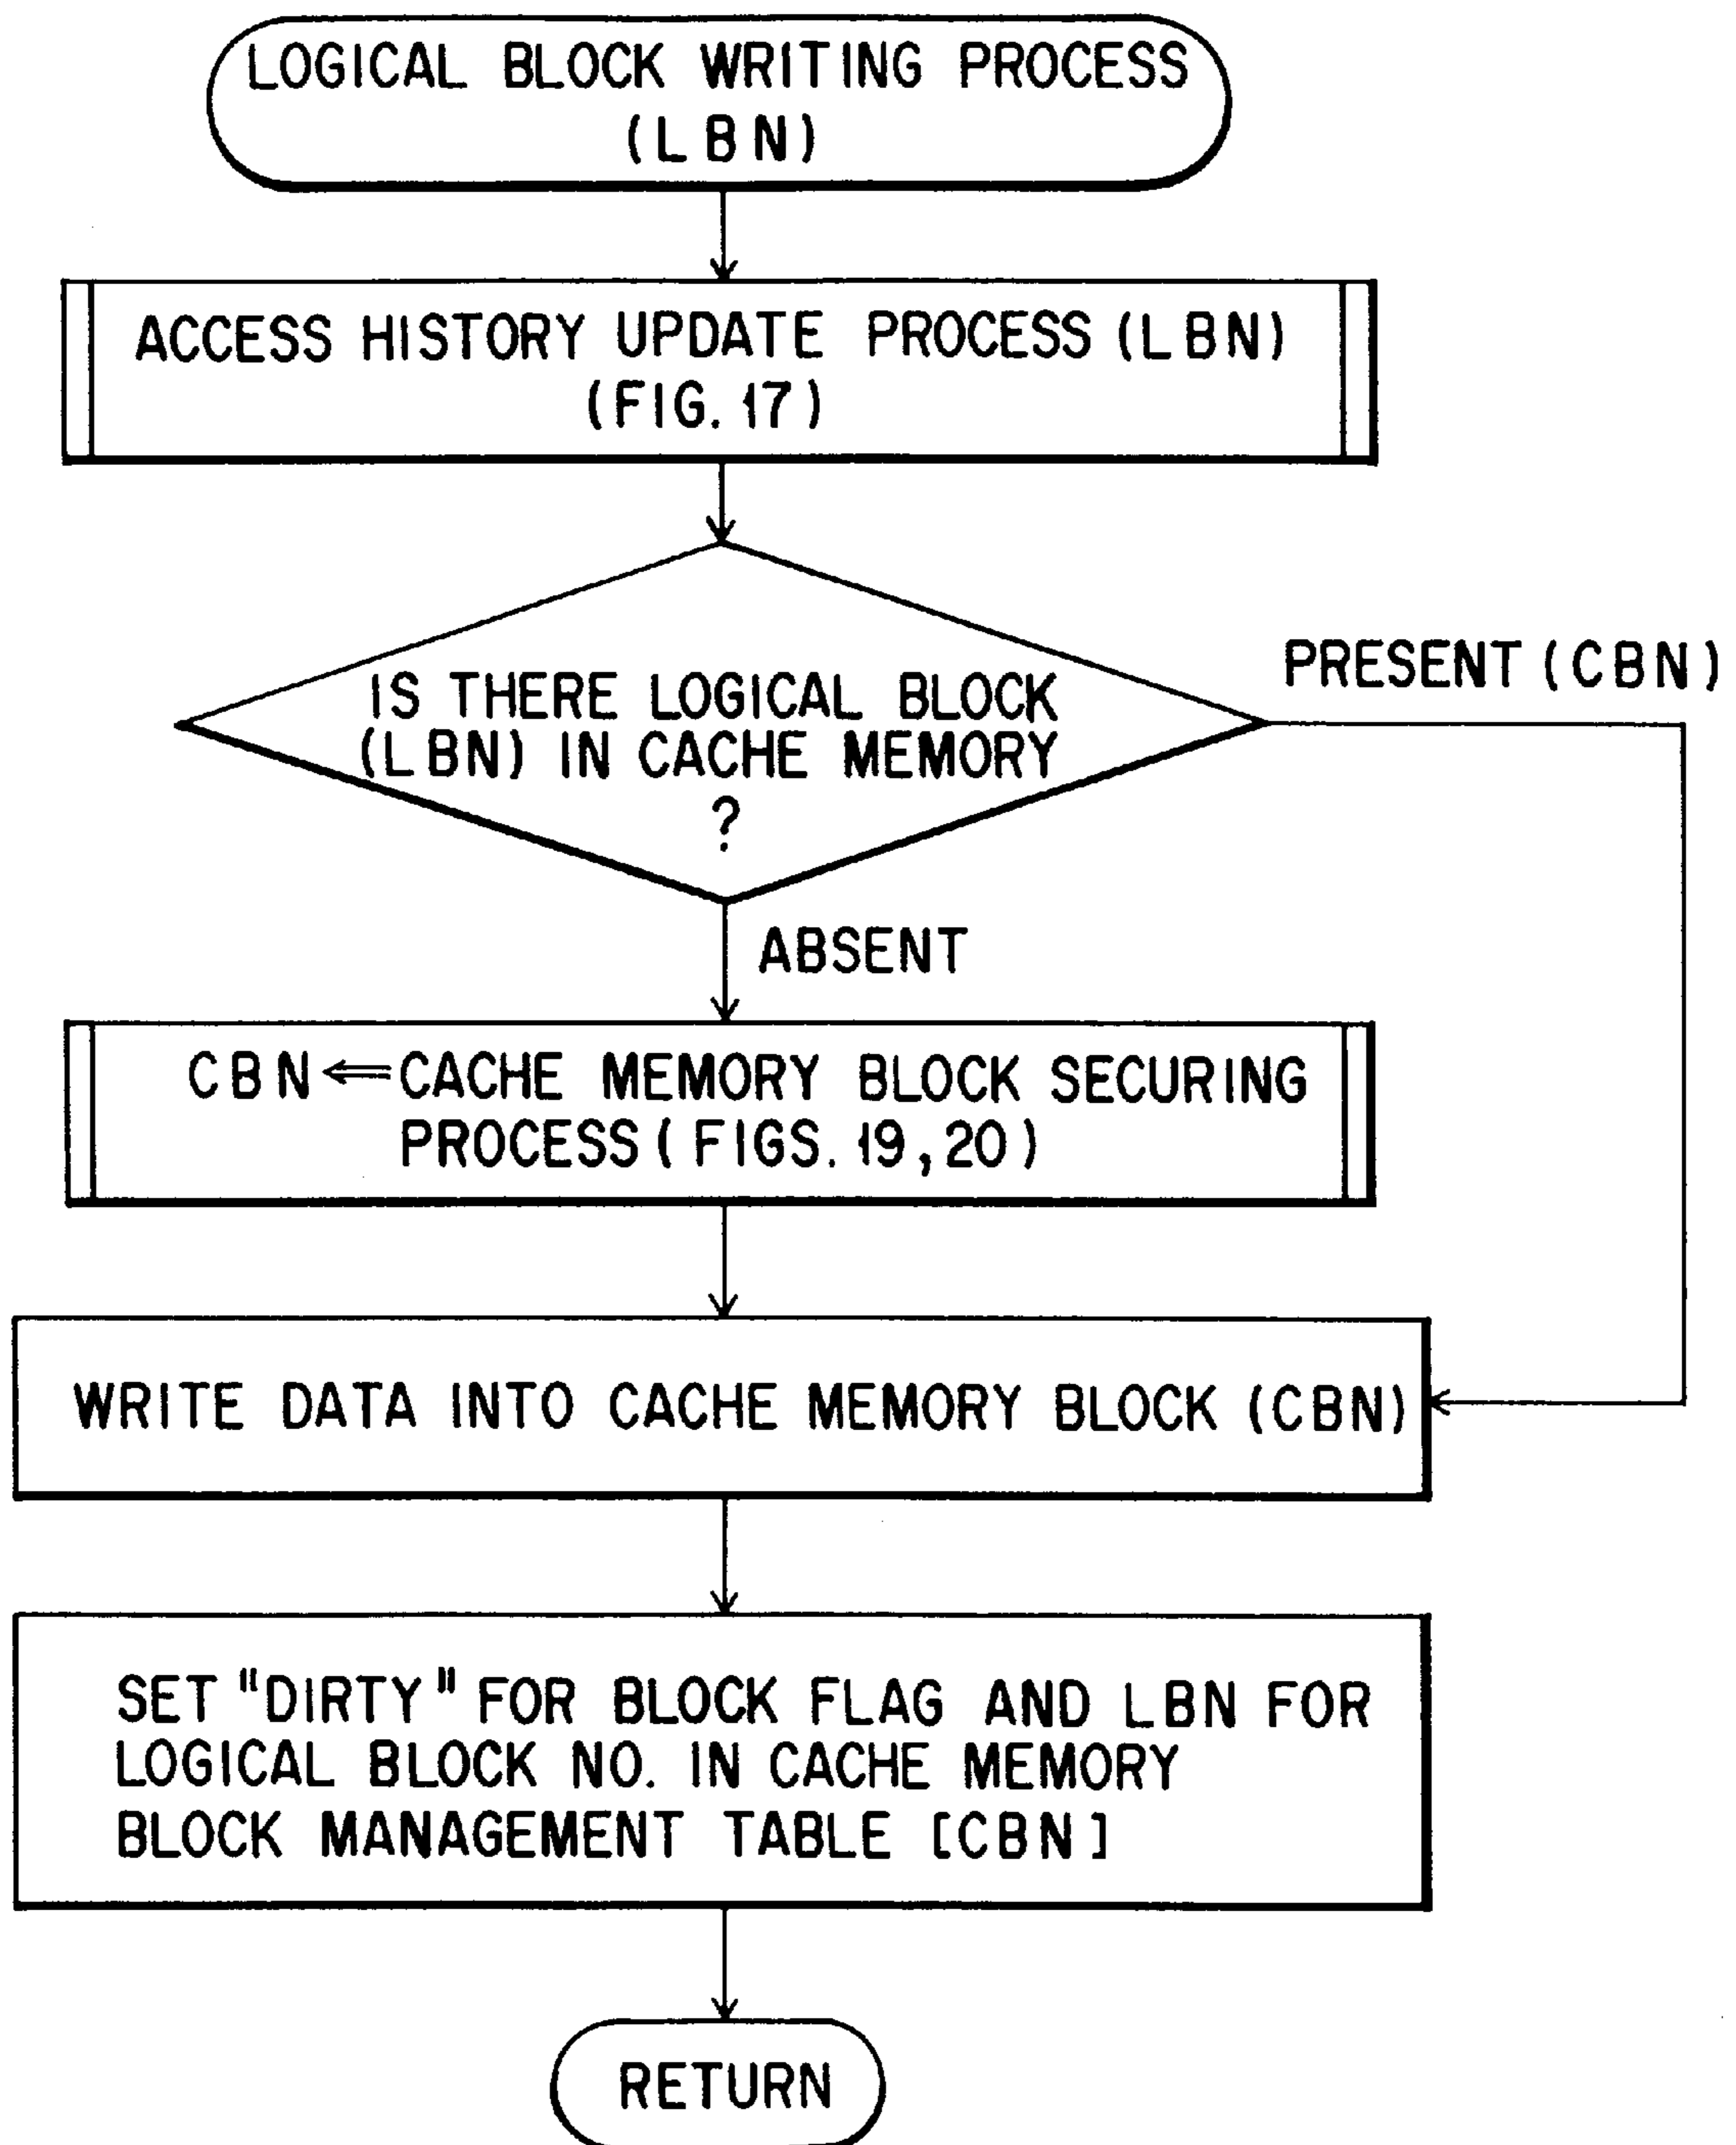 LOGICAL BLOCK WRITING PROCESS
(LBN)
ACCESS HISTORY UPDATE PROCESS (LBN)
(FIG. 17)
IS THERE LOGICAL BLOCK
(LBN) IN CACHE MEMORY
?
PRESENT (CBN)
ABSENT
CBN ⇐ CACHE MEMORY BLOCK SECURING
PROCESS (FIGS. 19, 20)
WRITE DATA INTO CACHE MEMORY BLOCK (CBN)
SET "DIRTY" FOR BLOCK FLAG AND LBN FOR
LOGICAL BLOCK NO. IN CACHE MEMORY
BLOCK MANAGEMENT TABLE [CBN]
RETURN